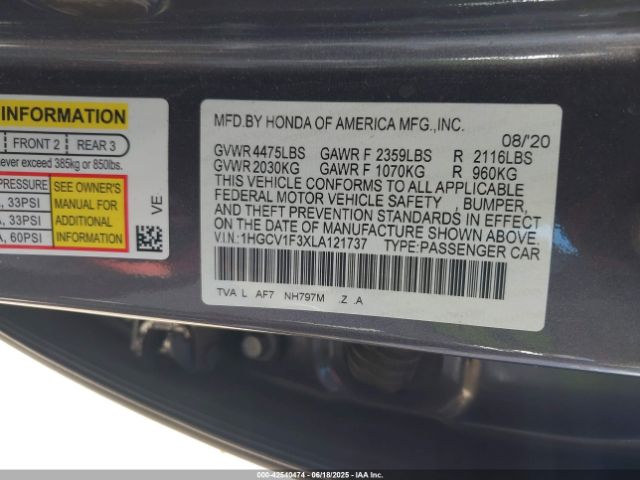 INFORMATION
FRONT 2 REAR 3
ever exceed 385kg or 850lbs.
PRESSURE
, 33PSI
, 33PSI
, 60PSI
SEE OWNER'S
MANUAL FOR
ADDITIONAL
INFORMATION
VE
MFD.BY HONDA OF AMERICA MFG.,INC.
08/'20
GVWR 4475LBS GAWR F 2359LBS R 2116LBS
GVWR 2030KG GAWR F 1070KG R 960KG
THIS VEHICLE CONFORMS TO ALL APPLICABLE
FEDERAL MOTOR VEHICLE SAFETY , BUMPER,
AND THEFT PREVENTION STANDARDS IN EFFECT
ON THE DATE OF MANUFACTURE SHOWN ABOVE.
V.I.N:1HGCV1F3XLA121737 TYPE:PASSENGER CAR
TVA L AF7 NH797M .Z .A
000-42540474 - 06/18/2025 - IAA Inc.